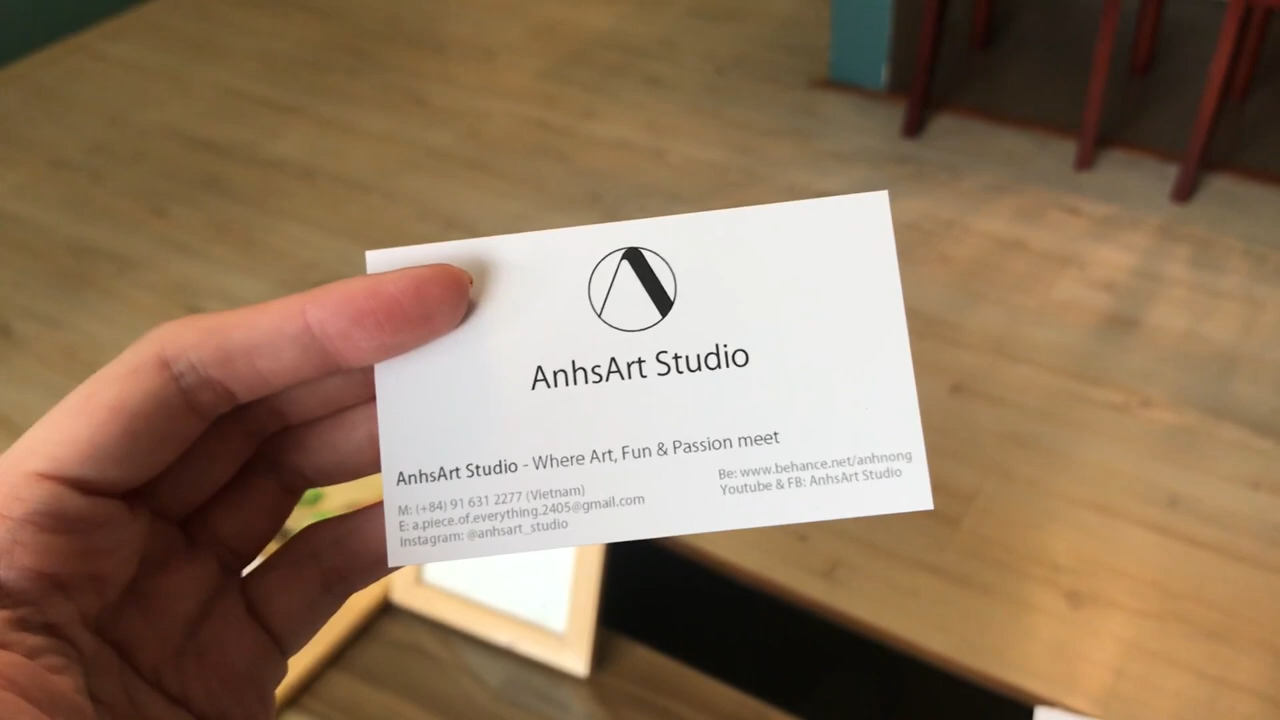 AnhsArt Studio
AnhsArt Studio - Where Art, Fun & Passion meet
M: (+84) 91 631 2277 (Vietnam)
E: a.piece.of.everything.2405@gmail.com
Instagram: @anhsart_studio
Be: www.behance.net/anhnong
Youtube & FB: AnhsArt Studio